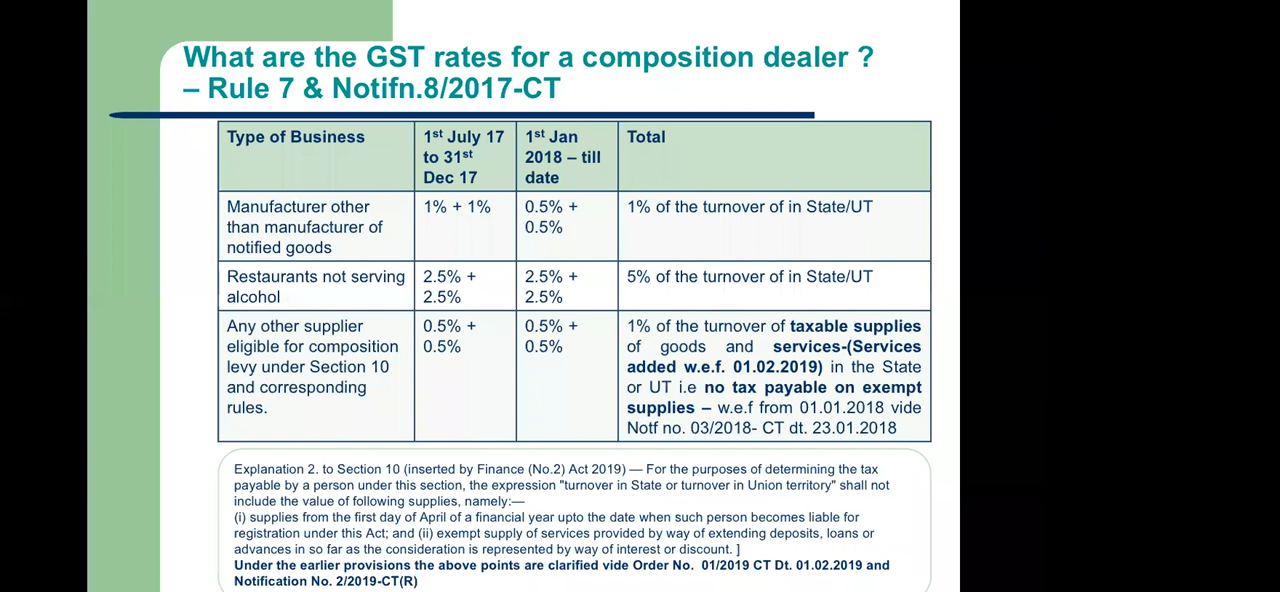 What are the GST rates for a composition dealer ?
– Rule 7 & Notifn.8/2017-CT
Type of Business
1st July 17
to 31st
Dec 17
1st Jan
2018 – till
date
Total
Manufacturer other
than manufacturer of
notified goods
1% + 1%
0.5% +
0.5%
1% of the turnover of in State/UT
Restaurants not serving
alcohol
2.5% +
2.5%
2.5% +
2.5%
5% of the turnover of in State/UT
Any other supplier
eligible for composition
levy under Section 10
and corresponding
rules.
0.5% +
0.5%
0.5% +
0.5%
1% of the turnover of taxable supplies
of goods and services-(Services
added w.e.f. 01.02.2019) in the State
or UT i.e no tax payable on exempt
supplies – w.e.f from 01.01.2018 vide
Notf no. 03/2018- CT dt. 23.01.2018
Explanation 2. to Section 10 (inserted by Finance (No.2) Act 2019) — For the purposes of determining the tax
payable by a person under this section, the expression "turnover in State or turnover in Union territory" shall not
include the value of following supplies, namely:—
(i) supplies from the first day of April of a financial year upto the date when such person becomes liable for
registration under this Act; and (ii) exempt supply of services provided by way of extending deposits, loans or
advances in so far as the consideration is represented by way of interest or discount. ]
Under the earlier provisions the above points are clarified vide Order No. 01/2019 CT Dt. 01.02.2019 and
Notification No. 2/2019-CT(R)